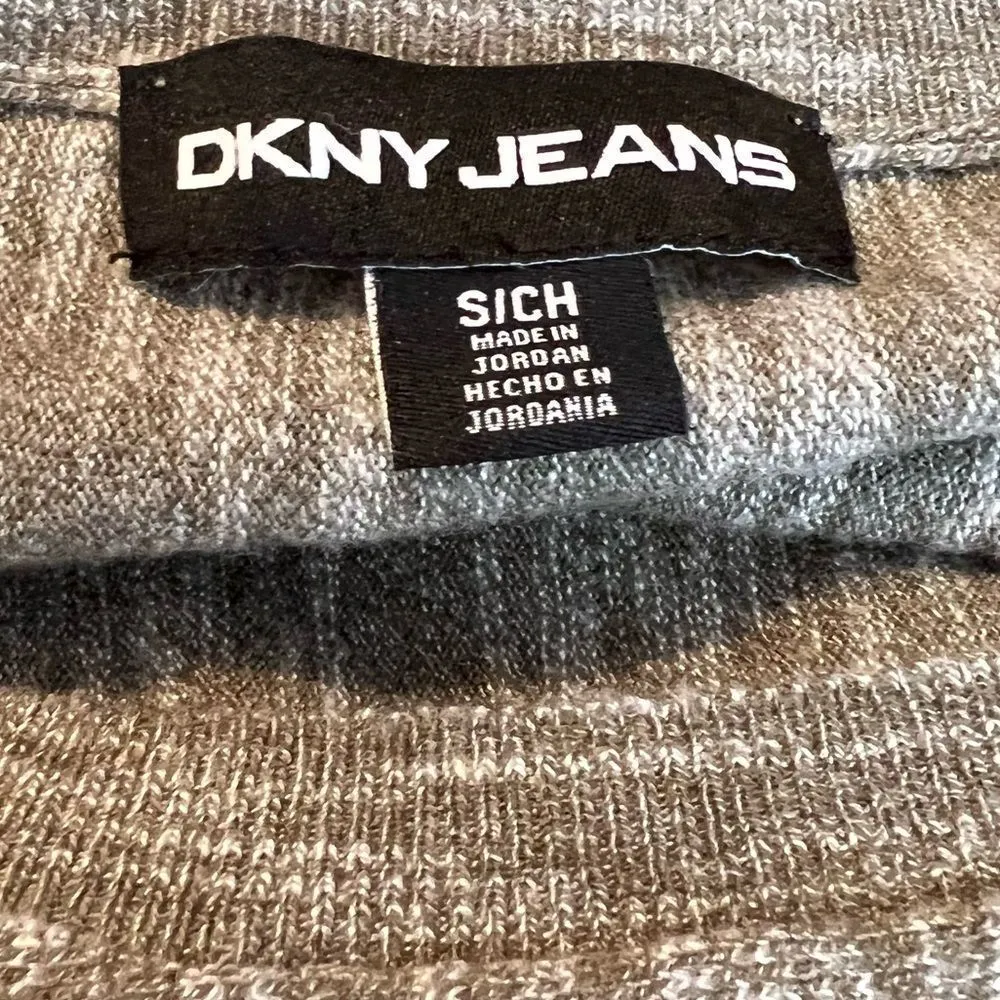 DKNY JEANS
S/CH
MADE IN
JORDAN
HECHO EN
JORDANIA